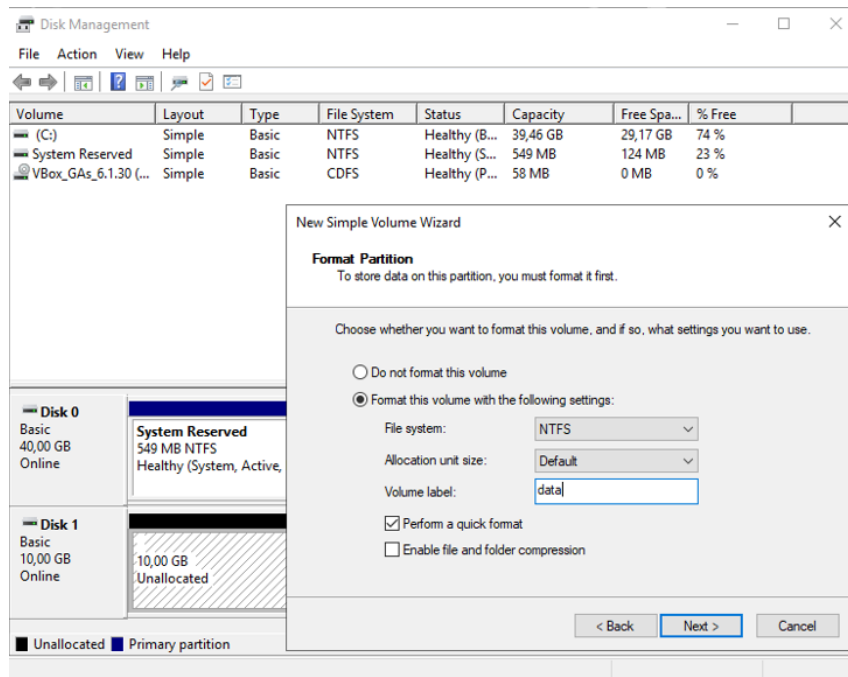 Disk Management
File Action View Help
Volume Layout Type File System Status Capacity Free Spa... % Free
(C:) Simple Basic NTFS Healthy (B... 39,46 GB 29,17 GB 74 %
System Reserved Simple Basic NTFS Healthy (S... 549 MB 124 MB 23 %
VBox_GAs_6.1.30 (... Simple Basic CDFS Healthy (P... 58 MB 0 MB 0 %
New Simple Volume Wizard
Format Partition
To store data on this partition, you must format it first.
Choose whether you want to format this volume, and if so, what settings you want to use.
Do not format this volume
Format this volume with the following settings:
File system: NTFS
Allocation unit size: Default
Volume label: data
Perform a quick format
Enable file and folder compression
< Back Next > Cancel
Disk 0
Basic
40,00 GB
Online
System Reserved
549 MB NTFS
Healthy (System, Active,
Disk 1
Basic
10,00 GB
Online
10,00 GB
Unallocated
Unallocated Primary partition